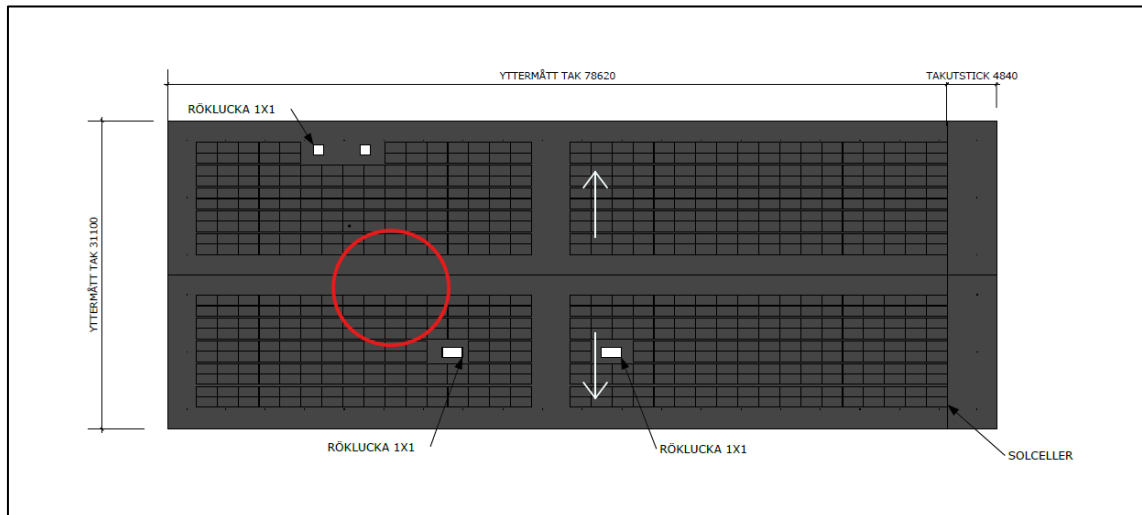 YTTERMÅTT TAK 78620
TAKUTSTICK 4840
RÖKLUCKA 1X1
YTTERMÅTT TAK 31100
RÖKLUCKA 1X1
RÖKLUCKA 1X1
SOLCELLER